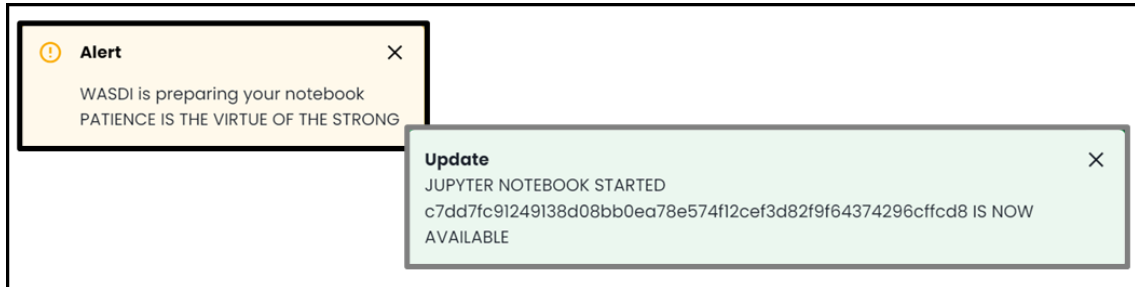 Alert
WASDI is preparing your notebook
PATIENCE IS THE VIRTUE OF THE STRONG
Update
JUPYTER NOTEBOOK STARTED
c7dd7fc91249138d08bb0ea78e574f12cef3d82f9f64374296cffcd8 IS NOW
AVAILABLE